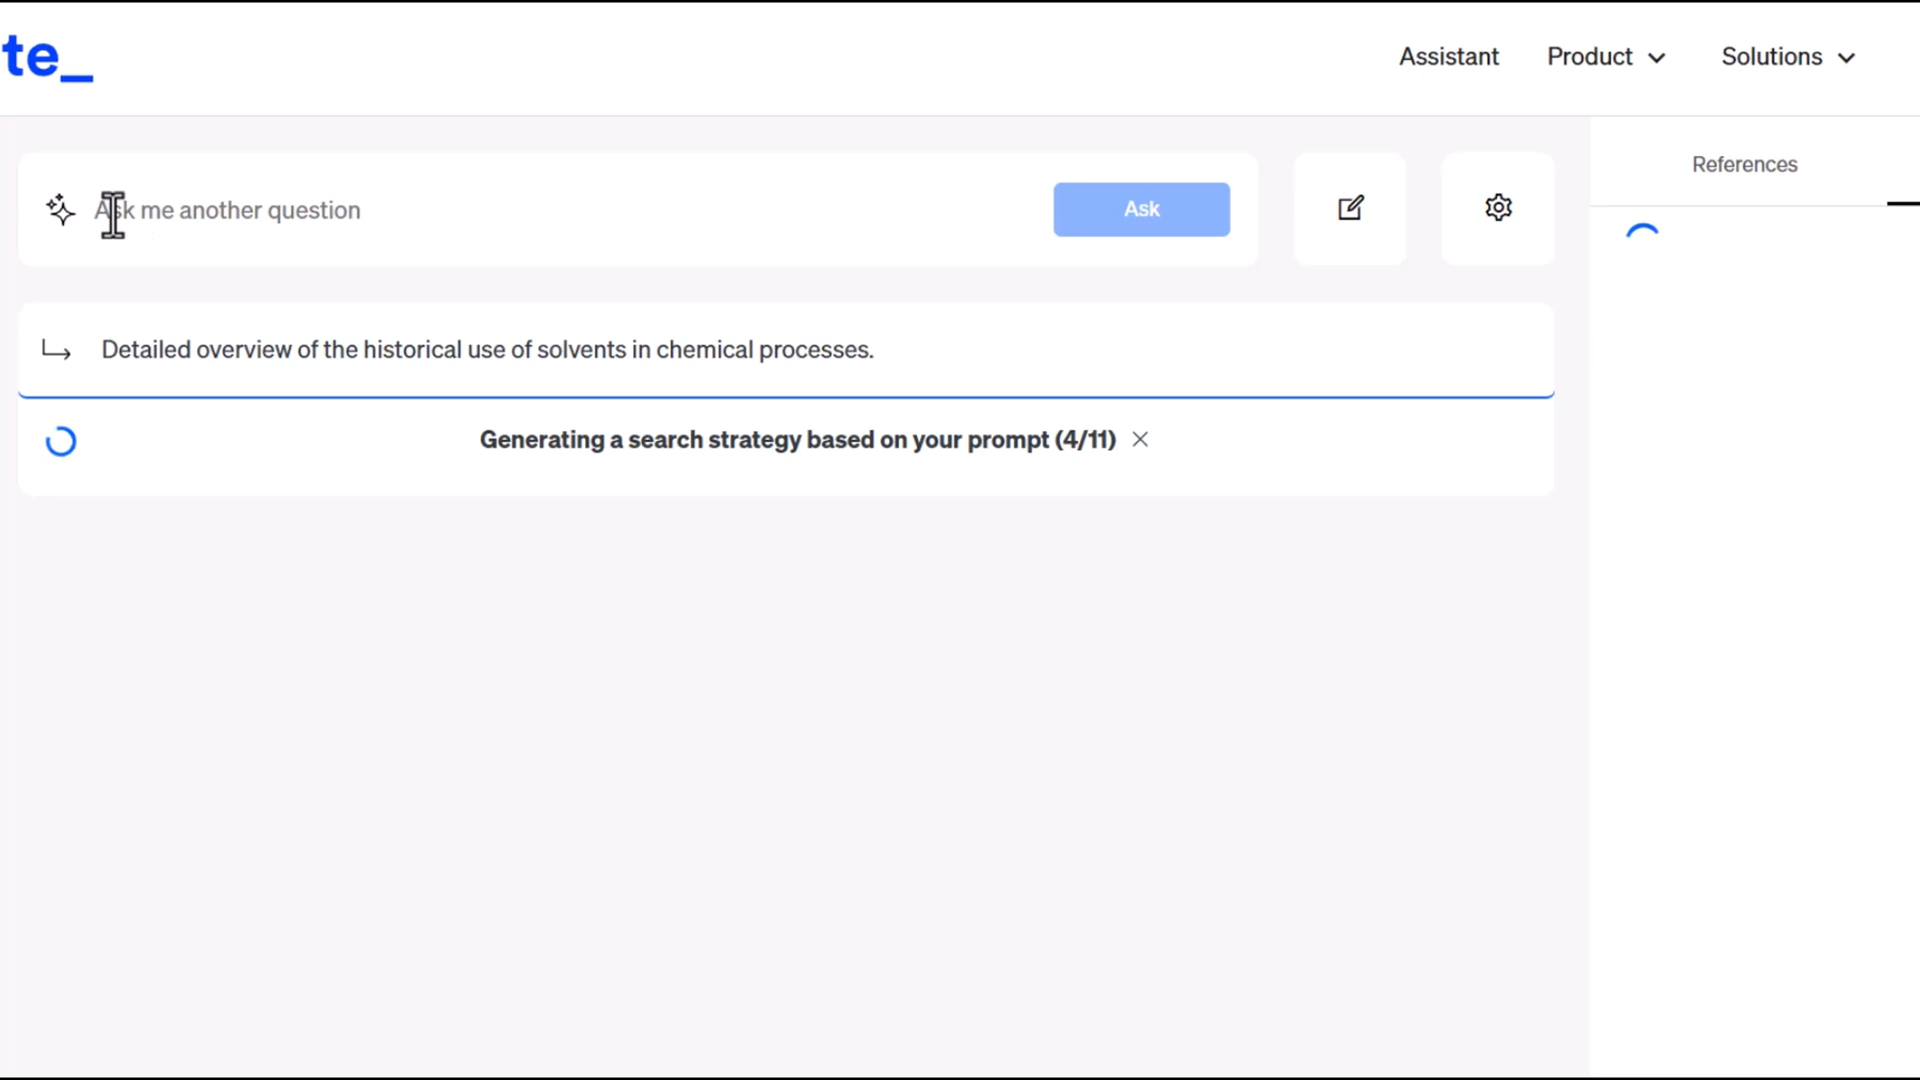 te_
Assistant
Product
Solutions
References
Ask me another question
Ask
Detailed overview of the historical use of solvents in chemical processes.
Generating a search strategy based on your prompt (4/11)